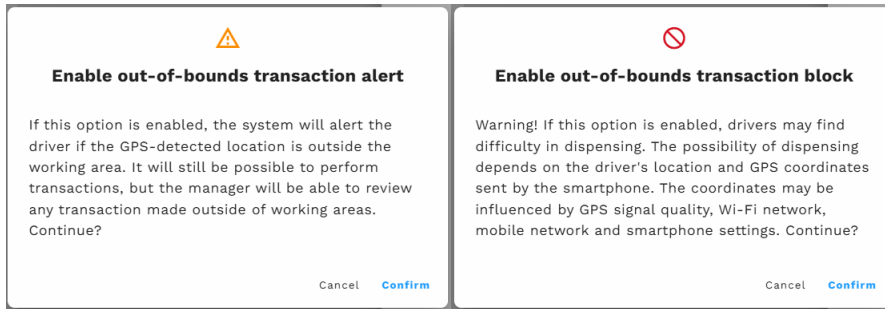 Enable out-of-bounds transaction alert
If this option is enabled, the system will alert the
driver if the GPS-detected location is outside the
working area. It will still be possible to perform
transactions, but the manager will be able to review
any transaction made outside of working areas.
Continue?
Cancel Confirm
Enable out-of-bounds transaction block
Warning! If this option is enabled, drivers may find
difficulty in dispensing. The possibility of dispensing
depends on the driver's location and GPS coordinates
sent by the smartphone. The coordinates may be
influenced by GPS signal quality, Wi-Fi network,
mobile network and smartphone settings. Continue?
Cancel Confirm